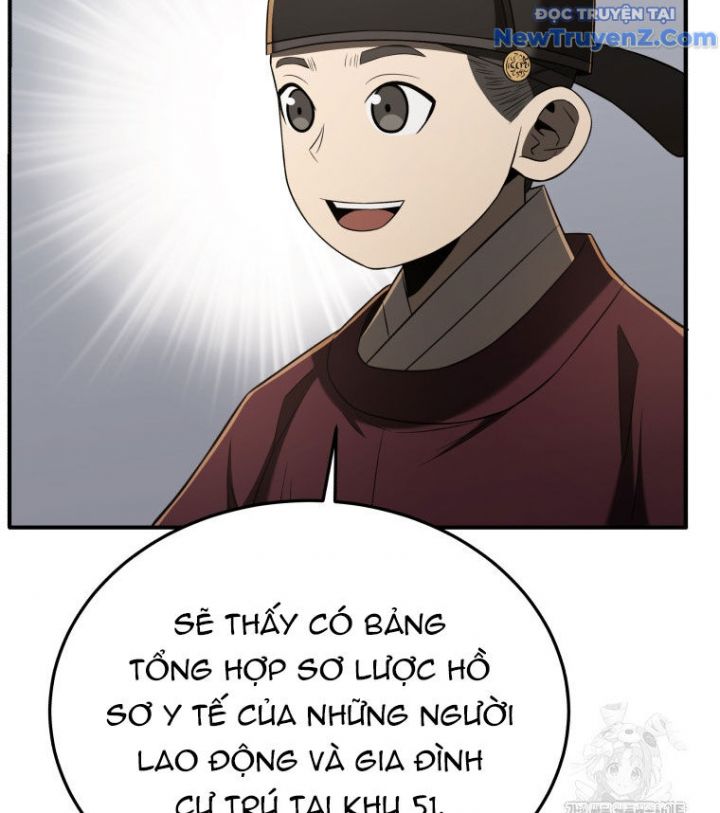 ĐỌC TRUYỆN TẠI
NewTruyenZ.com
SẼ THẤY CÓ BẢNG
TỔNG HỢP SƠ LƯỢC HỒ
SƠ Y TẾ CỦA NHỮNG NGƯỜI
LAO ĐỘNG VÀ GIA ĐÌNH
CƯ TRÚ TẠI KHU 51.